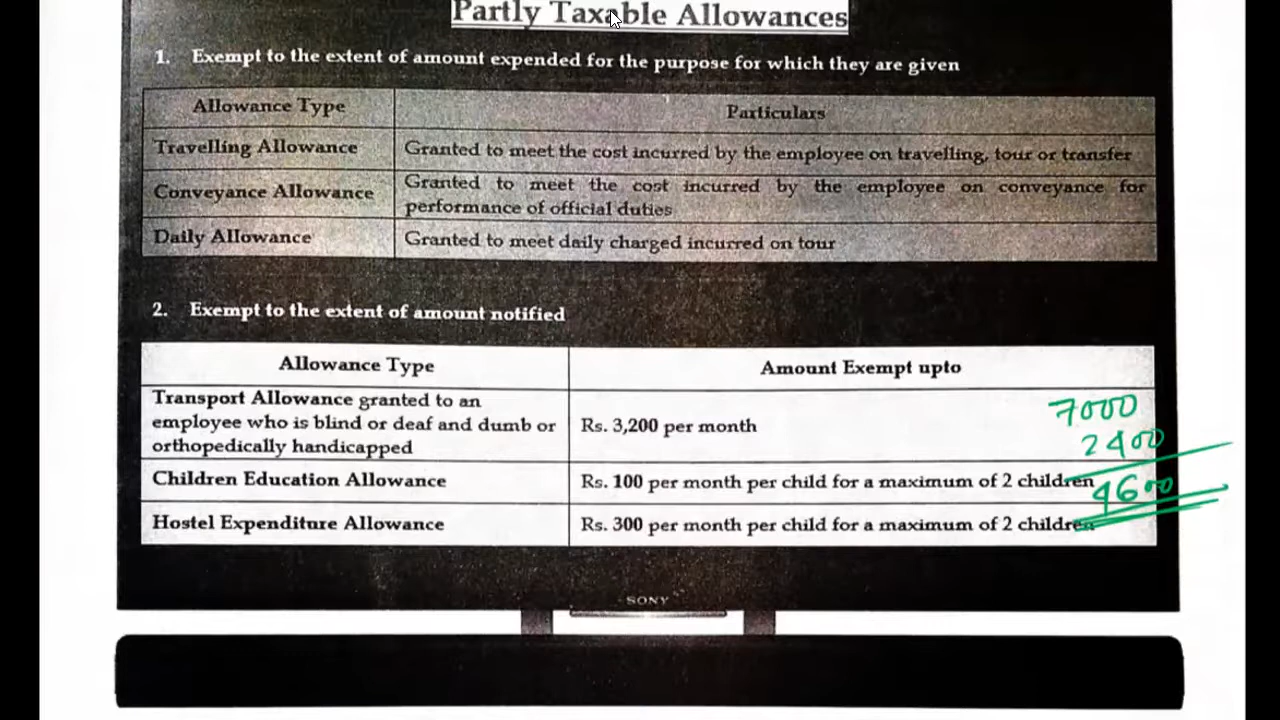 Partly Taxable Allowances
1. Exempt to the extent of amount expended for the purpose for which they are given
Allowance Type Particulars
Travelling Allowance Granted to meet the cost incurred by the employee on travelling, tour or transfer
Conveyance Allowance Granted to meet the cost incurred by the employee on conveyance for
performance of official duties
Daily Allowance Granted to meet daily charged incurred on tour
2. Exempt to the extent of amount notified
Allowance Type Amount Exempt upto
Transport Allowance granted to an
employee who is blind or deaf and dumb or
orthopedically handicapped
Rs. 3,200 per month
7000
2400
4600
Children Education Allowance Rs. 100 per month per child for a maximum of 2 children
Hostel Expenditure Allowance Rs. 300 per month per child for a maximum of 2 children
SONY